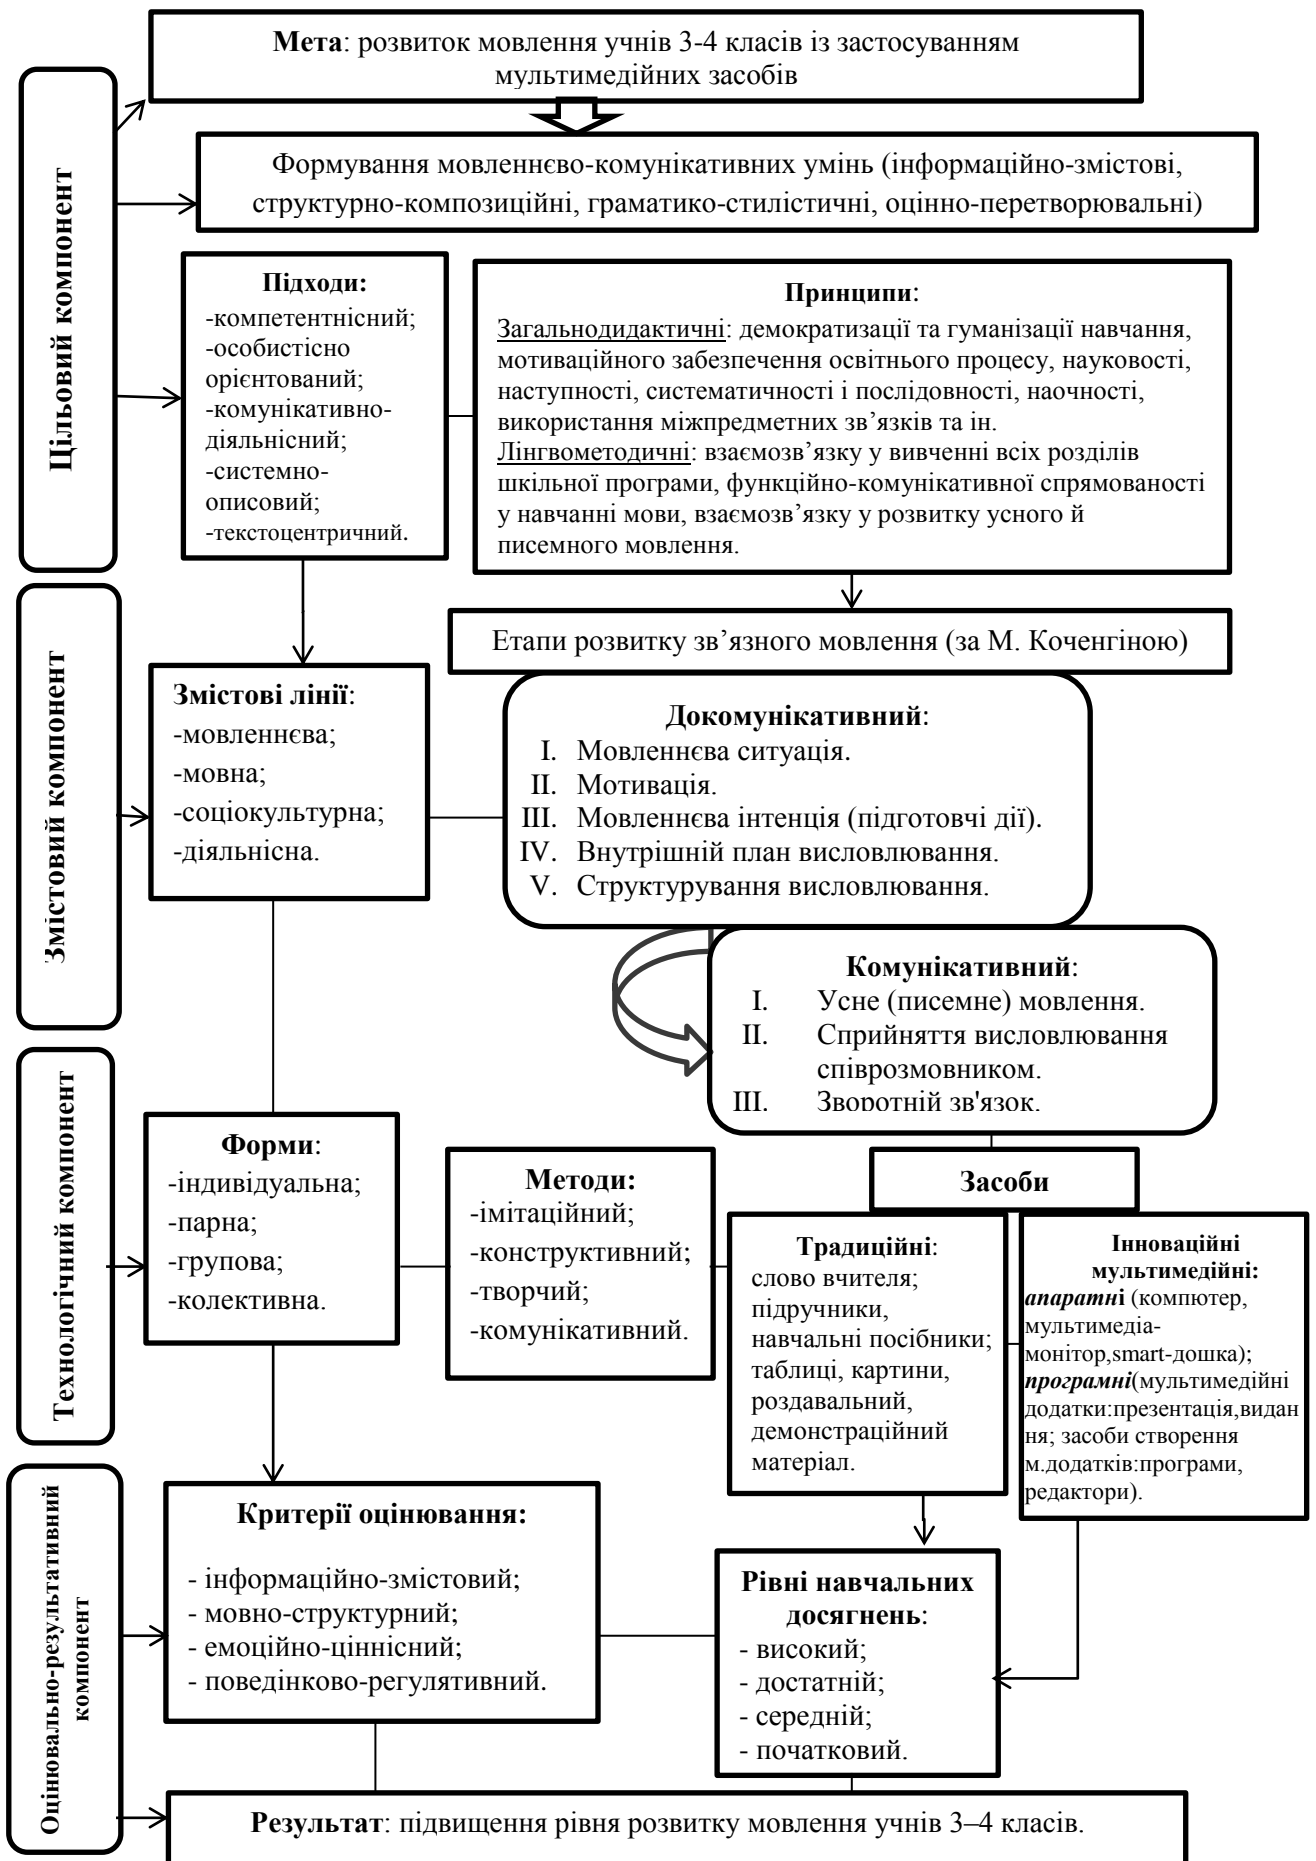 Мета: розвиток мовлення учнів 3-4 класів із застосуванням
мультимедійних засобів
Цільовий компонент
Формування мовленнєво-комунікативних умінь (інформаційно-змістові,
структурно-композиційні, граматико-стилістичні, оцінно-перетворювальні)
Підходи:
-компетентнісний;
-особистісно
орієнтований;
-комунікативно-
діяльнісний;
-системно-
описовий;
-текстоцентричний.
Принципи:
Загальнодидактичні: демократизації та гуманізації навчання,
мотиваційного забезпечення освітнього процесу, науковості,
наступності, систематичності і послідовності, наочності,
використання міжпредметних зв’язків та ін.
Лінгвометодичні: взаємозв’язку у вивченні всіх розділів
шкільної програми, функційно-комунікативної спрямованості
у навчанні мови, взаємозв’язку у розвитку усного й
писемного мовлення.
Змістовий компонент
Етапи розвитку зв’язного мовлення (за М. Коченгіною)
Змістові лінії:
-мовленнєва;
-мовна;
-соціокультурна;
-діяльнісна.
Докомунікативний:
I. Мовленнєва ситуація.
II. Мотивація.
III. Мовленнєва інтенція (підготовчі дії).
IV. Внутрішній план висловлювання.
V. Структурування висловлювання.
Комунікативний:
I. Усне (писемне) мовлення.
II. Сприйняття висловлювання
співрозмовником.
III. Зворотній зв'язок.
Технологічний компонент
Форми:
-індивідуальна;
-парна;
-групова;
-колективна.
Методи:
-імітаційний;
-конструктивний;
-творчий;
-комунікативний.
Засоби
Традиційні:
слово вчителя;
підручники,
навчальні посібники;
таблиці, картини,
роздавальний,
демонстраційний
матеріал.
Інноваційні
мультимедійні:
апаратні (компютер,
мультимедіа-
монітор,smart-дошка);
програмні(мультимедійні
додатки:презентація,видан
ня; засоби створення
м.додатків:програми,
редактори).
Оцінювально-результативний
компонент
Критерії оцінювання:
- інформаційно-змістовий;
- мовно-структурний;
- емоційно-ціннісний;
- поведінково-регулятивний.
Рівні навчальних
досягнень:
- високий;
- достатній;
- середній;
- початковий.
Результат: підвищення рівня розвитку мовлення учнів 3–4 класів.